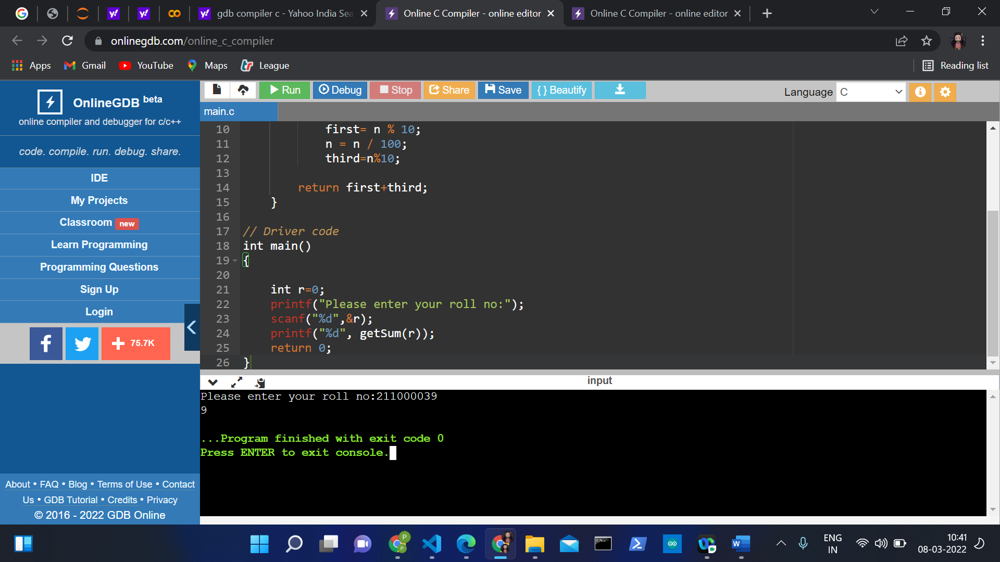 gdb compiler c - Yahoo India Sea
Online C Compiler - online editor
Online C Compiler - online editor
onlinegdb.com/online_c_compiler
Apps
Gmail
YouTube
Maps
League
Reading list
OnlineGDB beta
online compiler and debugger for c/c++
code. compile. run. debug. share.
IDE
My Projects
Classroom new
Learn Programming
Programming Questions
Sign Up
Login
75.7K
About • FAQ • Blog • Terms of Use • Contact
Us • GDB Tutorial • Credits • Privacy
© 2016 - 2022 GDB Online
Run
Debug
Stop
Share
Save
{ } Beautify
Language C
main.c
10 first= n % 10;
11 n = n / 100;
12 third=n%10;
13
14 return first+third;
15 }
16
17 // Driver code
18 int main()
19 {
20
21 int r=0;
22 printf("Please enter your roll no:");
23 scanf("%d",&r);
24 printf("%d", getSum(r));
25 return 0;
26 }
input
Please enter your roll no:211000039
9
...Program finished with exit code 0
Press ENTER to exit console.
ENG
IN
10:41
08-03-2022